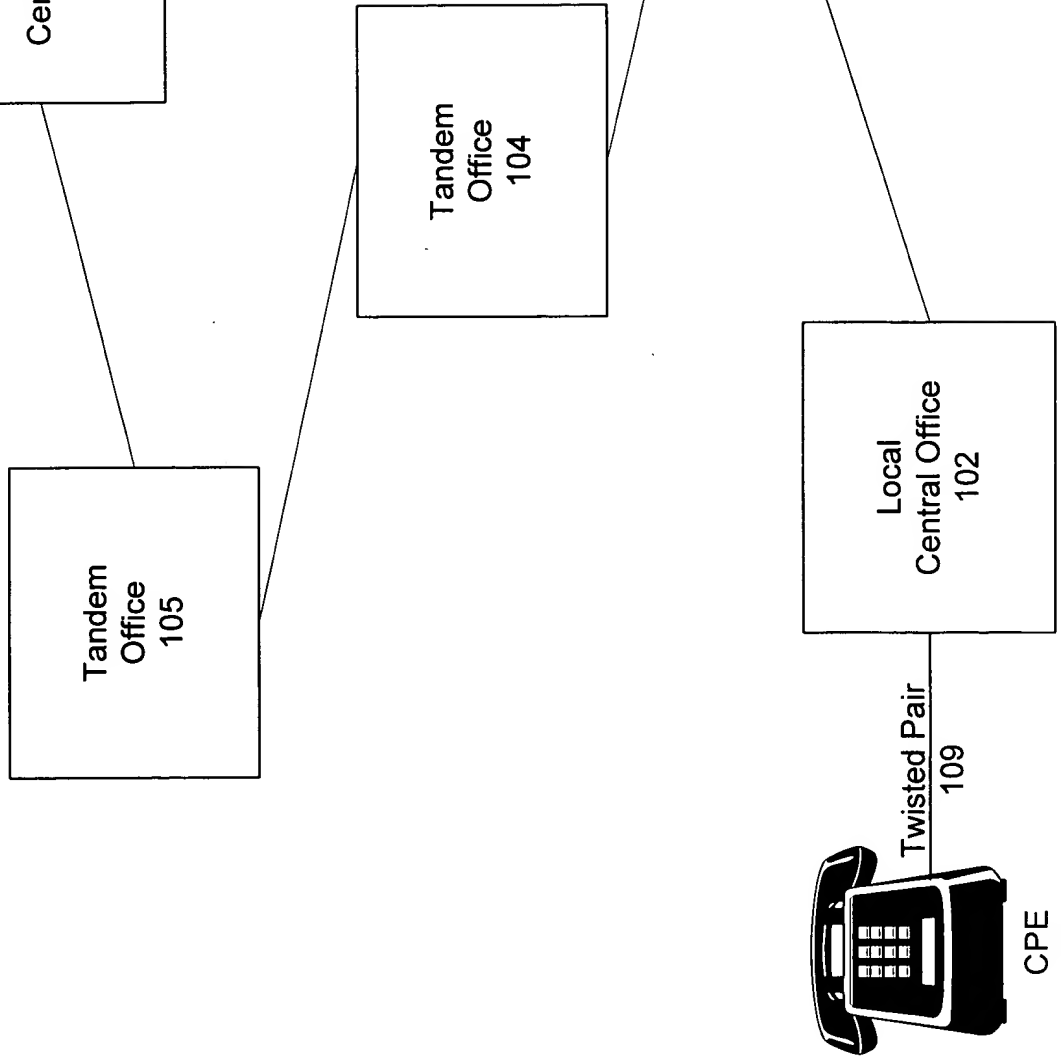 Tandem
Office
105
Tandem
Office
104
Local
Central Office
102
Twisted Pair
109
CPE